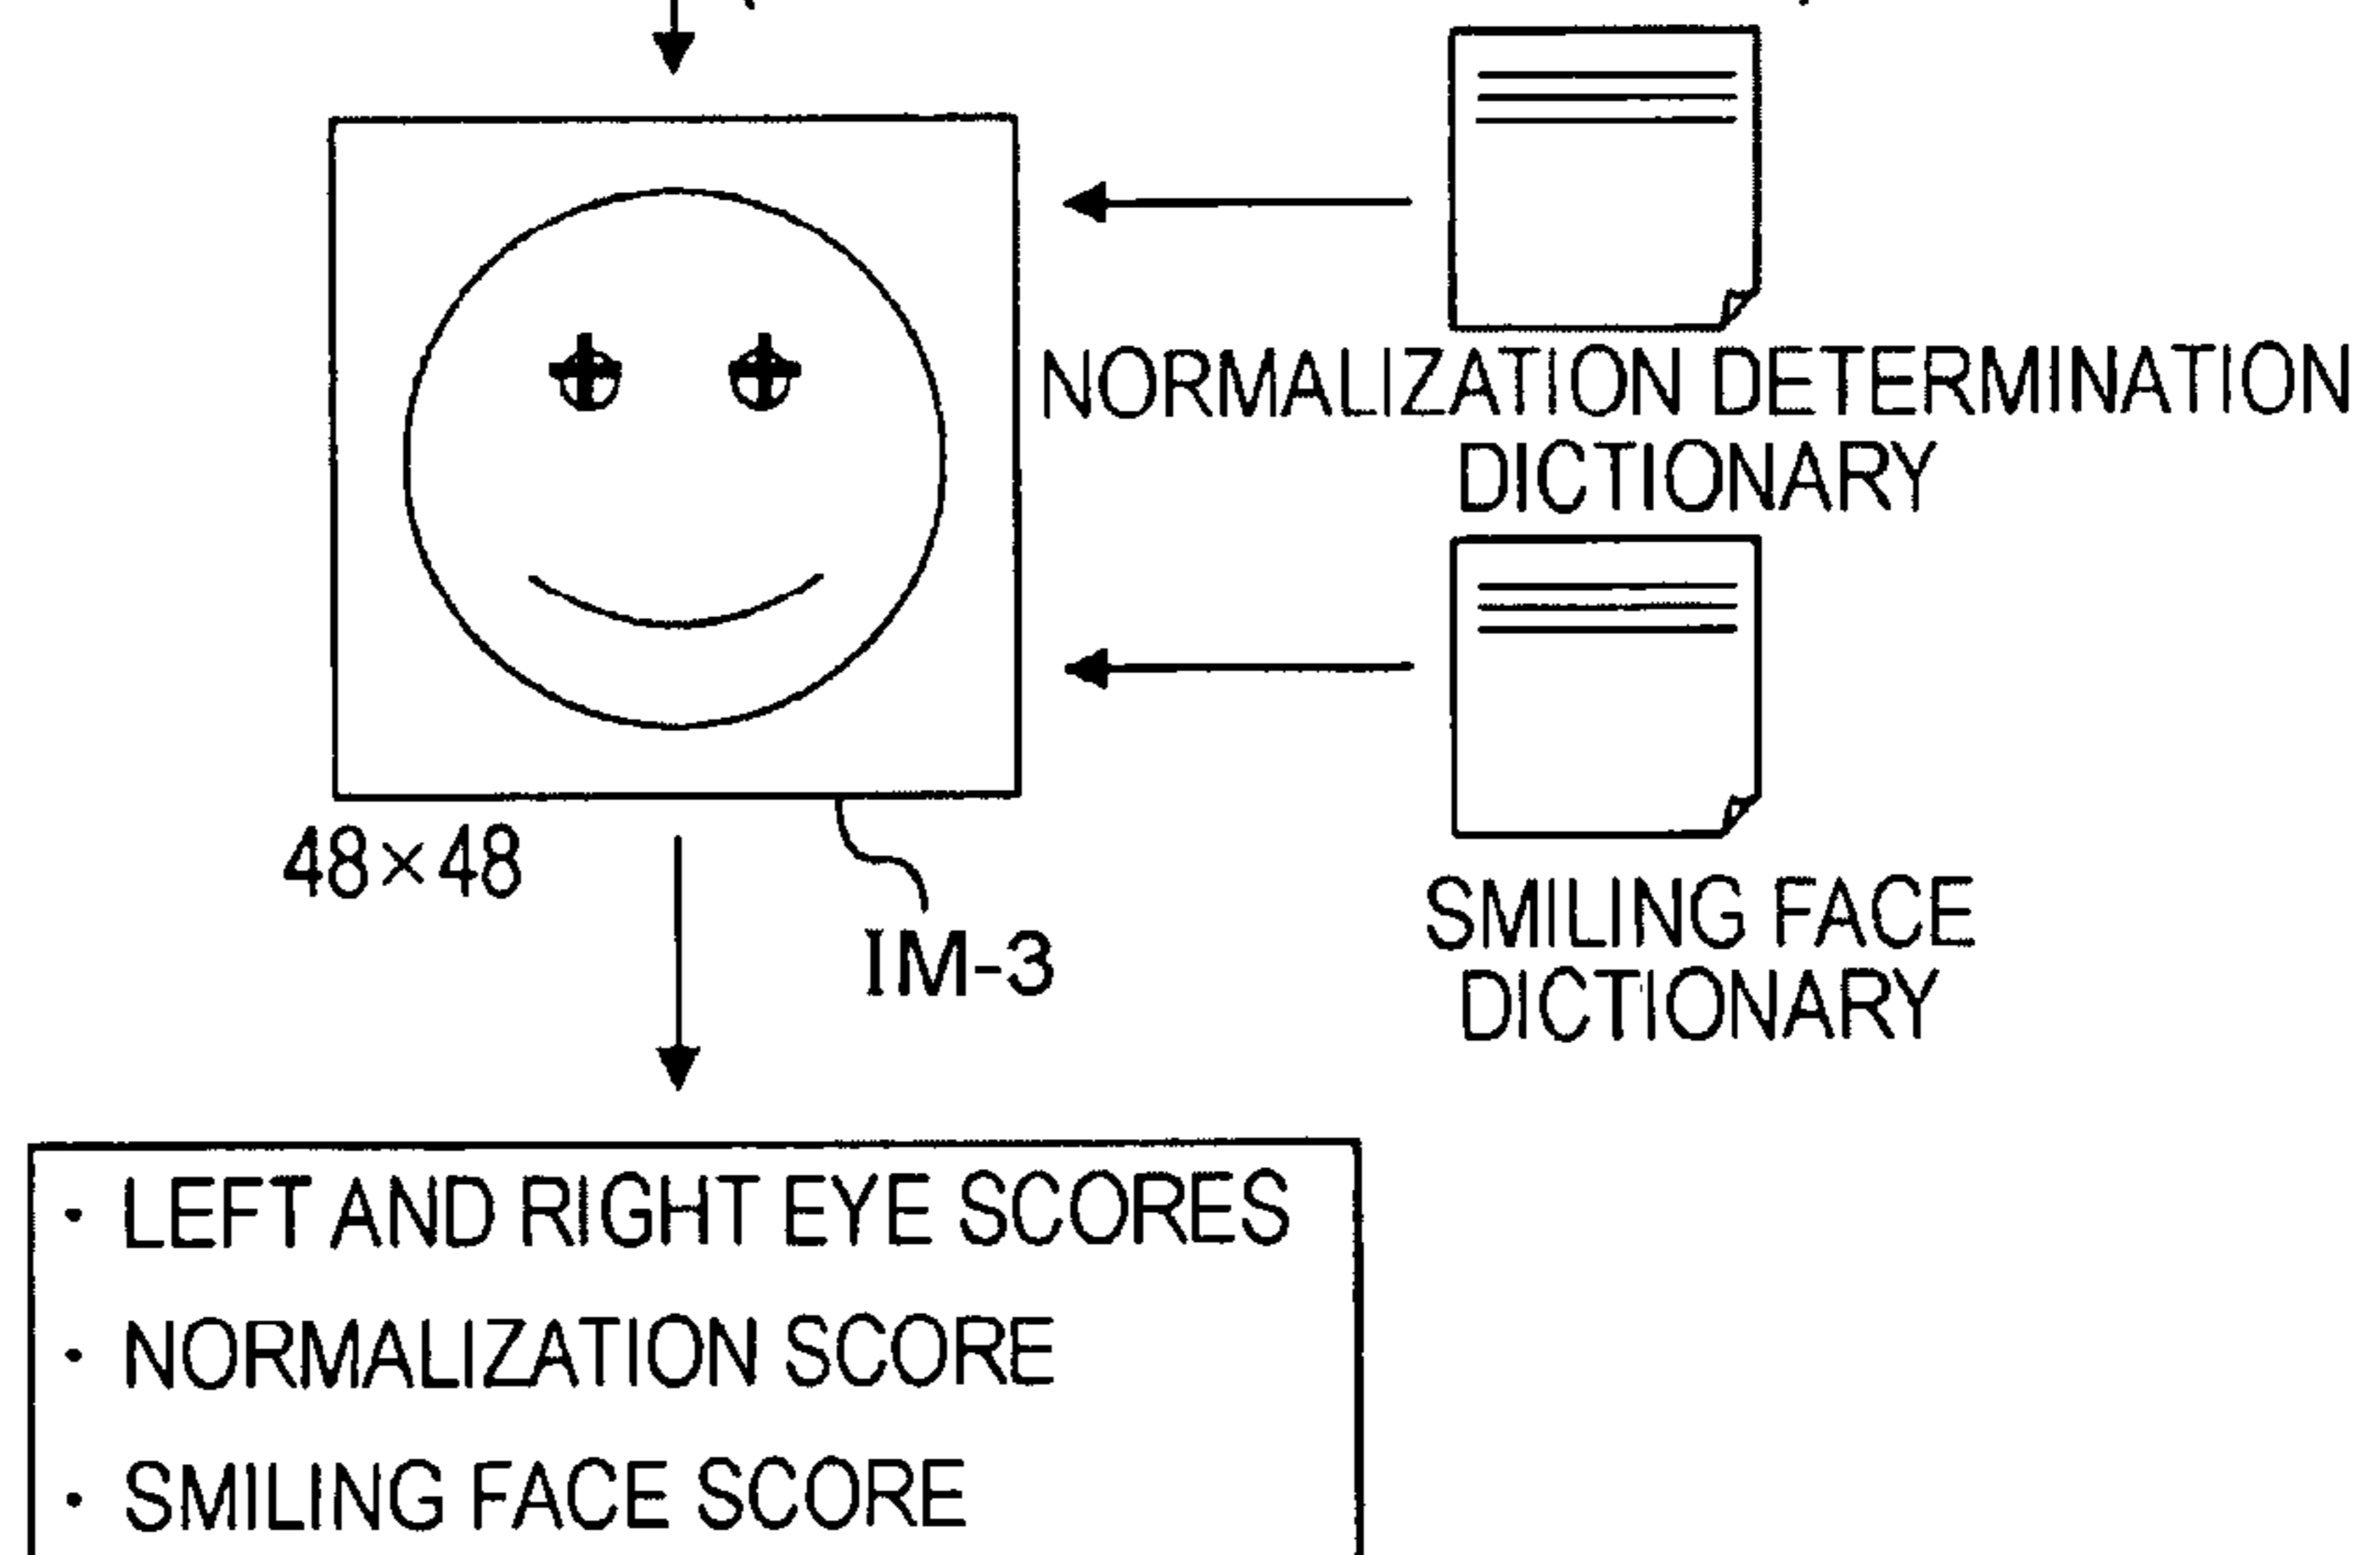 NORMALIZATION DETERMINATION
DICTIONARY
48×48
IM-3
SMILING FACE
DICTIONARY
· LEFT AND RIGHT EYE SCORES
· NORMALIZATION SCORE
· SMILING FACE SCORE